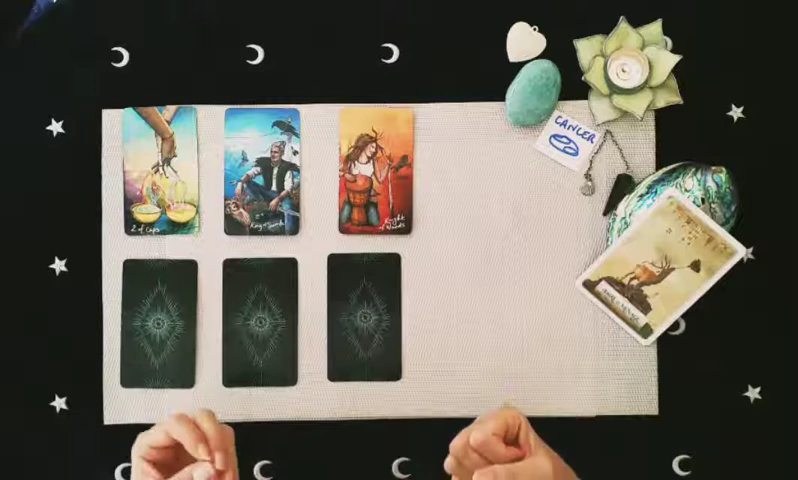 2 of Cups
King of Swords
Knight
of Wands
CANCER